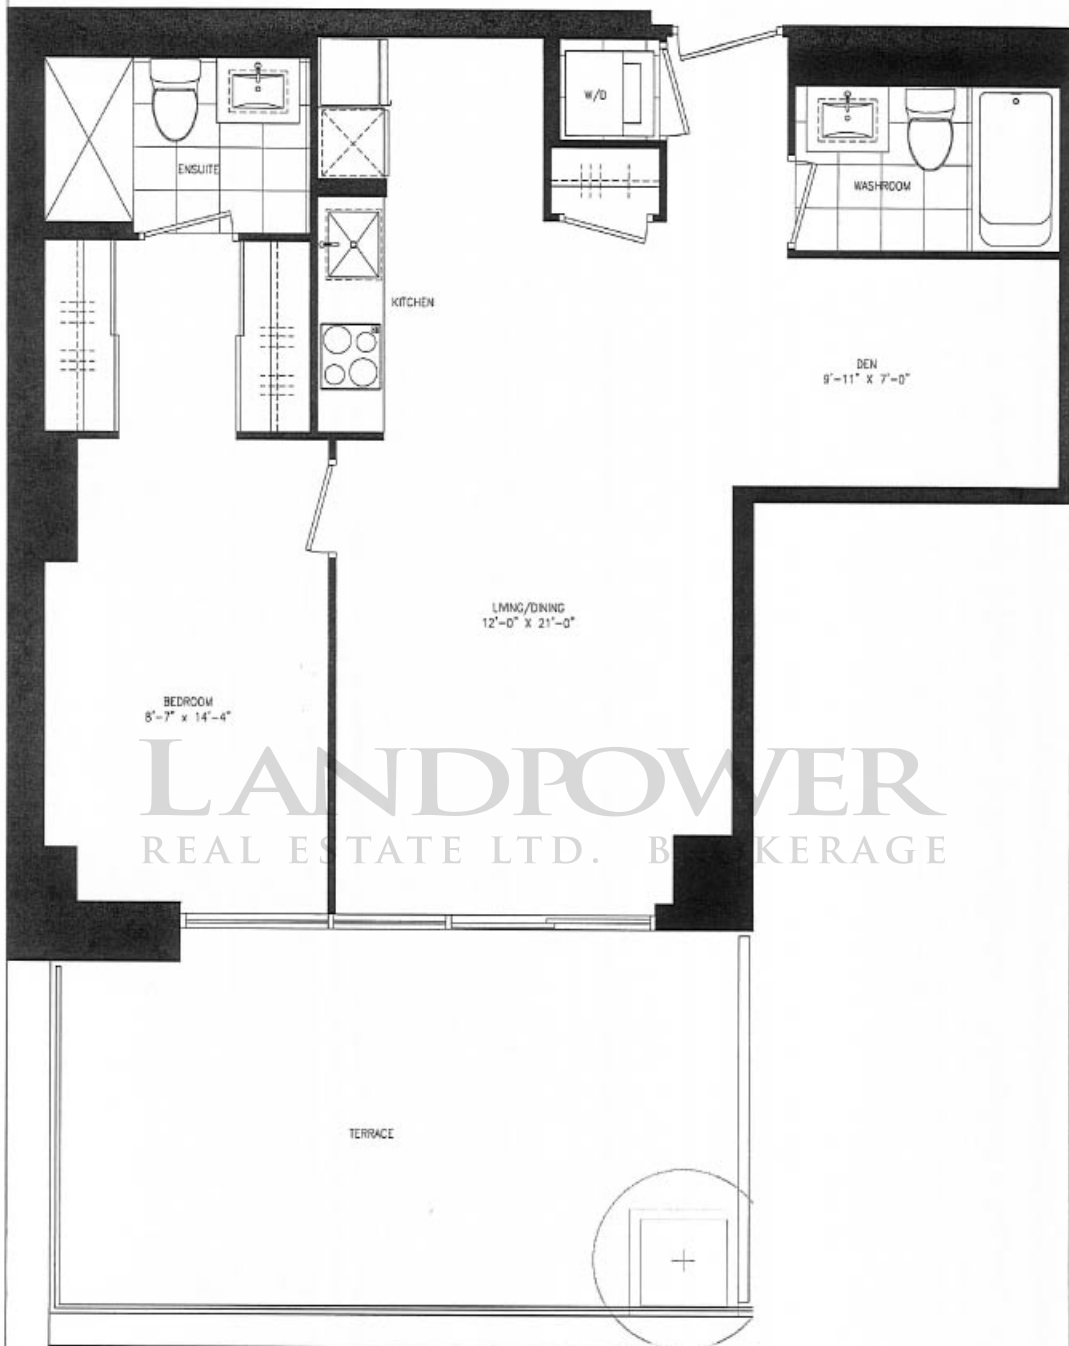 W/D
ENSUITE
WASHROOM
KITCHEN
DEN
9'-11" X 7'-0"
LIVING/DINING
12'-0" X 21'-0"
BEDROOM
8'-7" x 14'-4"
LANDPOWER
REAL ESTATE LTD. BROKERAGE
TERRACE